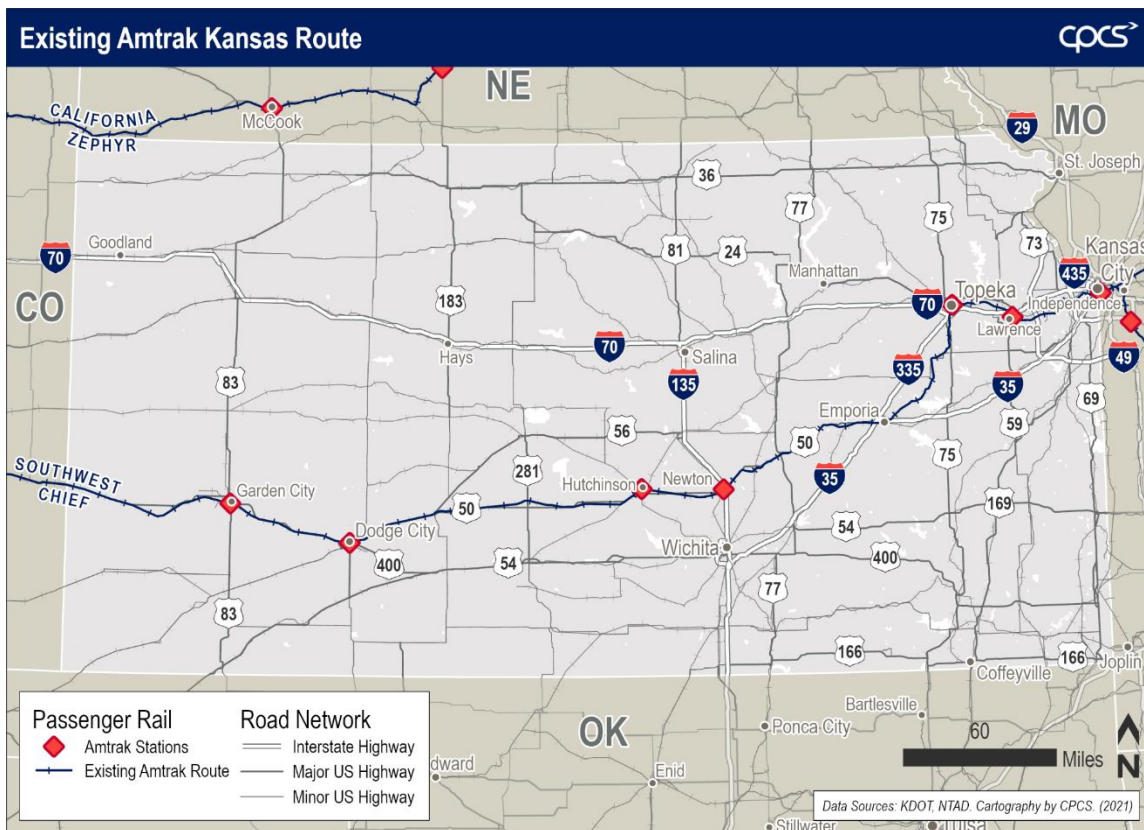 Existing Amtrak Kansas Route
cpcs
NE
MO
CALIFORNIA
ZEPHYR
McCook
29
St. Joseph
36
77
75
73
81
24
Goodland
70
Manhattan
435
Kansas
City
CO
183
70
Topeka
Independence
Lawrence
Hays
70
Salina
49
83
135
335
35
69
Emporia
59
56
50
75
SOUTHWEST
CHIEF
281
Hutchinson
Newton
35
Garden City
50
169
Dodge City
54
400
54
Wichita
400
83
77
166
166
Joplin
Coffeyville
Bartlesville
OK
Ponca City
60
Miles
N
Passenger Rail
Amtrak Stations
Existing Amtrak Route
Road Network
Interstate Highway
Major US Highway
Minor US Highway
Enid
Data Sources: KDOT, NTAD. Cartography by CPCS. (2021)
Stillwater